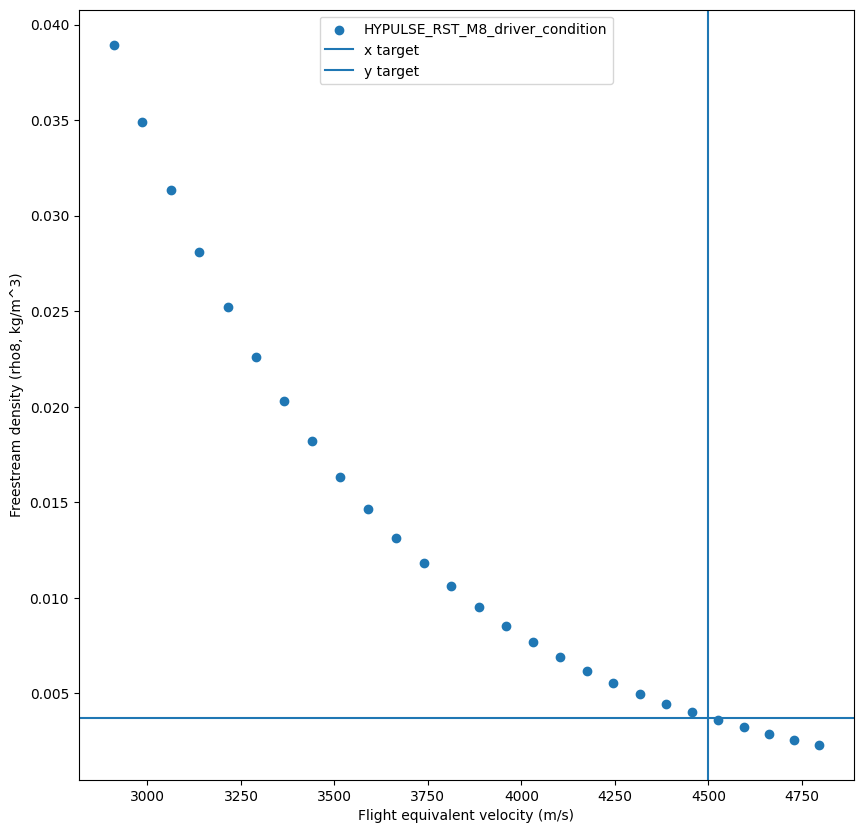 HYPULSE_RST_M8_driver_condition
x target
y target
0.040
0.035
0.030
0.025
0.020
0.015
0.010
0.005
Freestream density (rho8, kg/m^3)
3000 3250 3500 3750 4000 4250 4500 4750
Flight equivalent velocity (m/s)